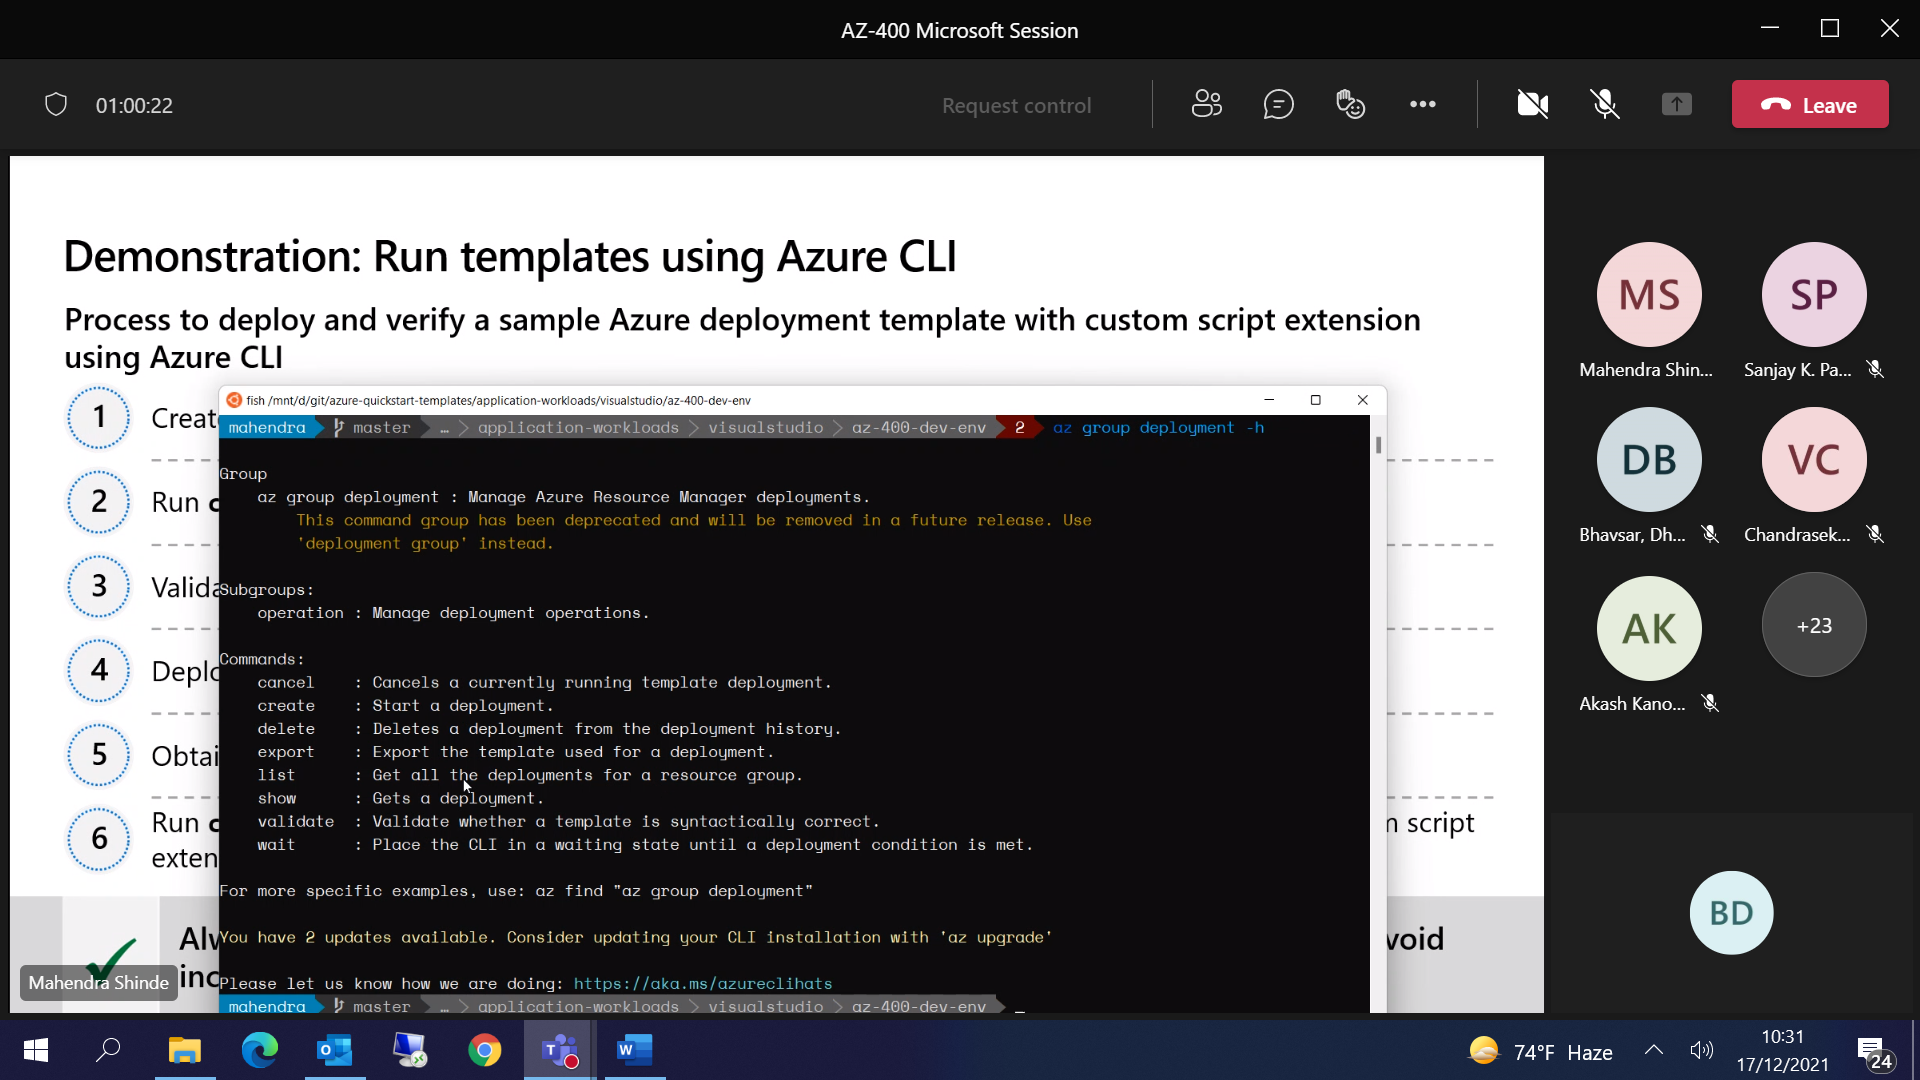 AZ-400 Microsoft Session
01:00:22
Request control
Leave
Demonstration: Run templates using Azure CLI
Process to deploy and verify a sample Azure deployment template with custom script extension
using Azure CLI
1 Creat
2 Run c
3 Valida
4 Deplo
5 Obtai
6 Run c
exten
n script
Alv
inc
void
Mahendra Shinde
fish /mnt/d/git/azure-quickstart-templates/application-workloads/visualstudio/az-400-dev-env
mahendra master … application-workloads visualstudio az-400-dev-env 2 az group deployment -h
Group
az group deployment : Manage Azure Resource Manager deployments.
This command group has been deprecated and will be removed in a future release. Use
'deployment group' instead.
Subgroups:
operation : Manage deployment operations.
Commands:
cancel : Cancels a currently running template deployment.
create : Start a deployment.
delete : Deletes a deployment from the deployment history.
export : Export the template used for a deployment.
list : Get all the deployments for a resource group.
show : Gets a deployment.
validate : Validate whether a template is syntactically correct.
wait : Place the CLI in a waiting state until a deployment condition is met.
For more specific examples, use: az find "az group deployment"
You have 2 updates available. Consider updating your CLI installation with 'az upgrade'
Please let us know how we are doing: https://aka.ms/azureclihats
mahendra master … application-workloads visualstudio az-400-dev-env
MS
Mahendra Shin...
SP
Sanjay K. Pa...
DB
Bhavsar, Dh...
VC
Chandrasek...
AK
Akash Kano...
+23
BD
74°F Haze
10:31
17/12/2021
24